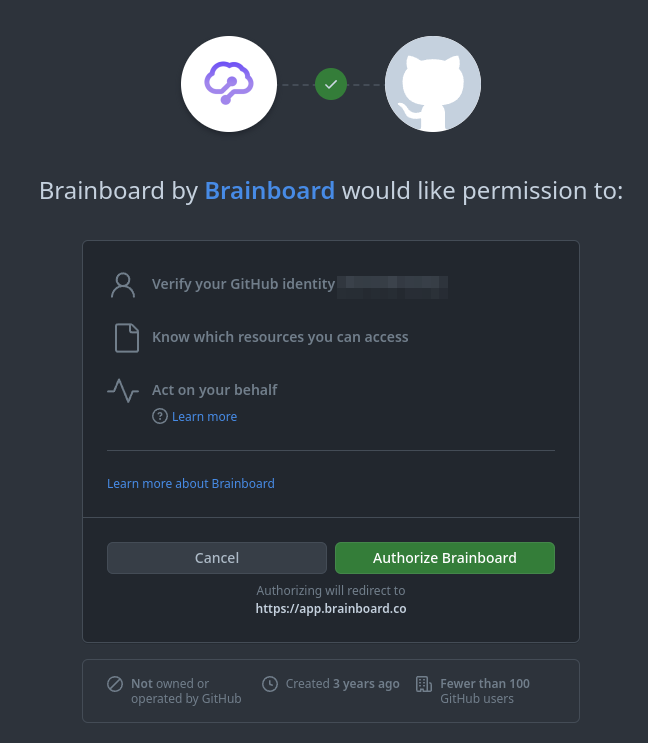 Brainboard by Brainboard would like permission to:
Verify your GitHub identity
Know which resources you can access
Act on your behalf
Learn more
Learn more about Brainboard
Cancel
Authorize Brainboard
Authorizing will redirect to
https://app.brainboard.co
Not owned or
operated by GitHub
Created 3 years ago
Fewer than 100
GitHub users